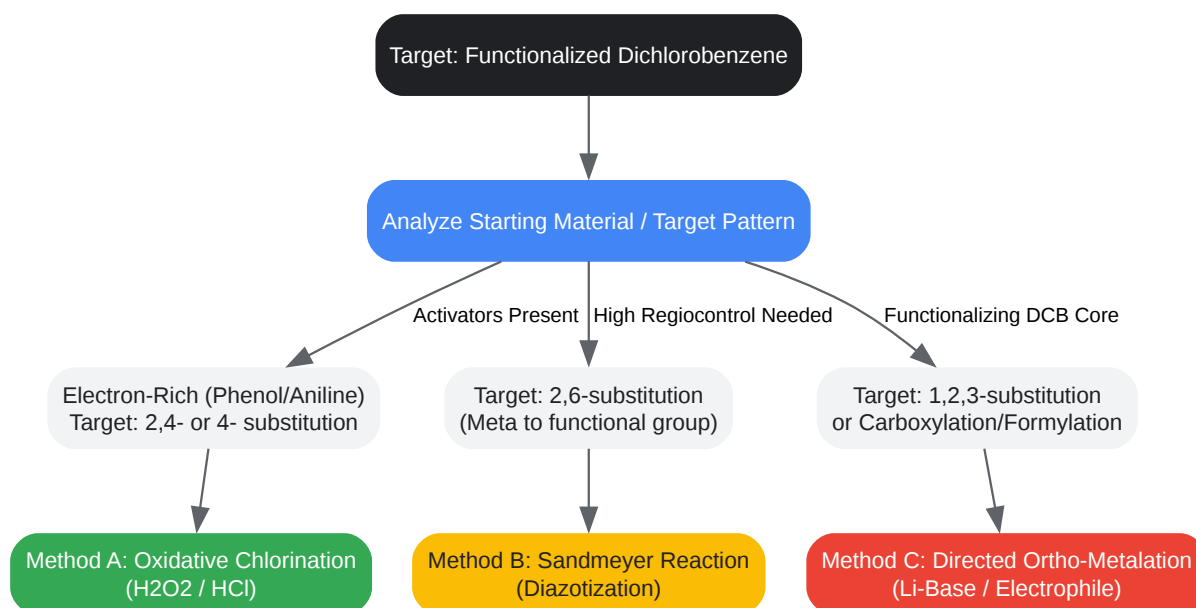 Target: Functionalized Dichlorobenzene
Analyze Starting Material / Target Pattern
Activators Present
High Regiocontrol Needed
Functionalizing DCB Core
Electron-Rich (Phenol/Aniline)
Target: 2,4- or 4- substitution
Target: 2,6-substitution
(Meta to functional group)
Target: 1,2,3-substitution
or Carboxylation/Formylation
Method A: Oxidative Chlorination
(H2O2 / HCl)
Method B: Sandmeyer Reaction
(Diazotization)
Method C: Directed Ortho-Metalation
(Li-Base / Electrophile)